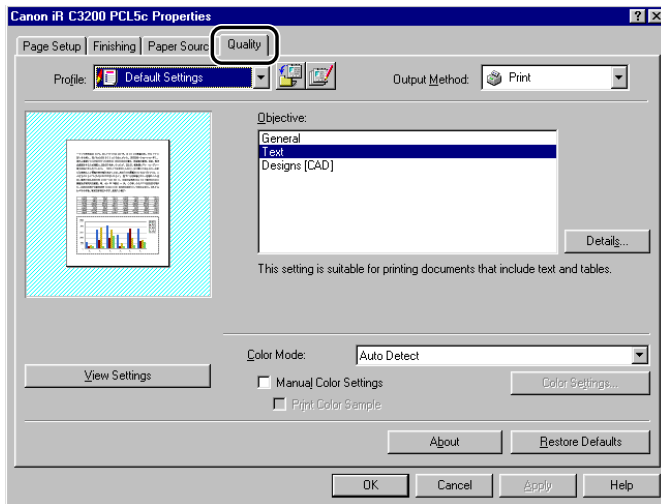 Canon iR C3200 PCL5c Properties
Page Setup Finishing Paper Sourc Quality
Profile: Default Settings Output Method: Print
Objective:
General
Text
Designs [CAD]
Details...
This setting is suitable for printing documents that include text and tables.
Color Mode: Auto Detect
View Settings
Manual Color Settings Color Settings...
Print Color Sample
About Restore Defaults
OK Cancel Apply Help